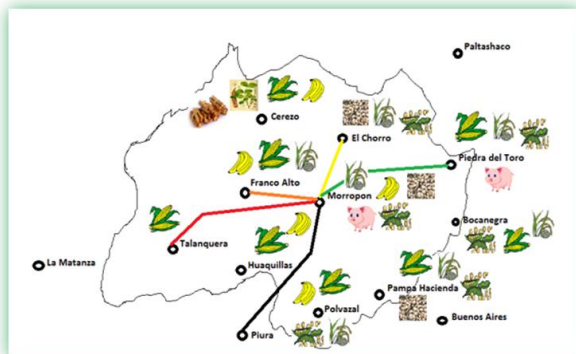 Paltashaco
Cerezo
El Chorro
Piedra del Toro
Franco Alto
Morropon
Bocanegra
Talanquera
La Matanza
Huaquillas
Pampa Hacienda
Polvazal
Buenos Aires
Piura